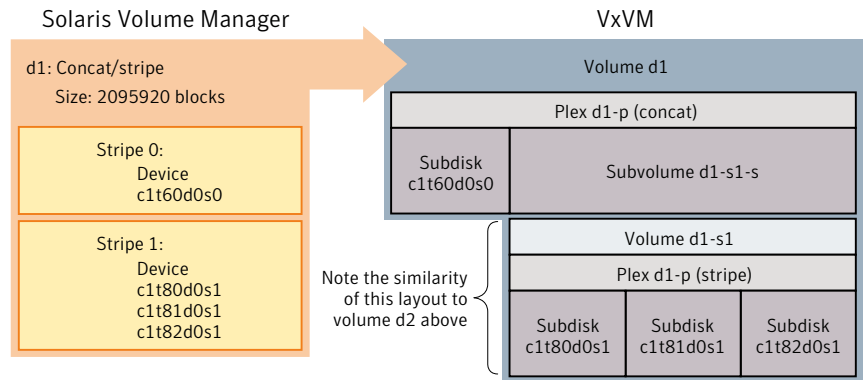 Solaris Volume Manager
VxVM
d1: Concat/stripe
Size: 2095920 blocks
Stripe 0:
Device
c1t60d0s0
Stripe 1:
Device
c1t80d0s1
c1t81d0s1
c1t82d0s1
Volume d1
Plex d1-p (concat)
Subdisk
c1t60d0s0
Subvolume d1-s1-s
Note the similarity
of this layout to
volume d2 above
Volume d1-s1
Plex d1-p (stripe)
Subdisk
c1t80d0s1
Subdisk
c1t81d0s1
Subdisk
c1t82d0s1